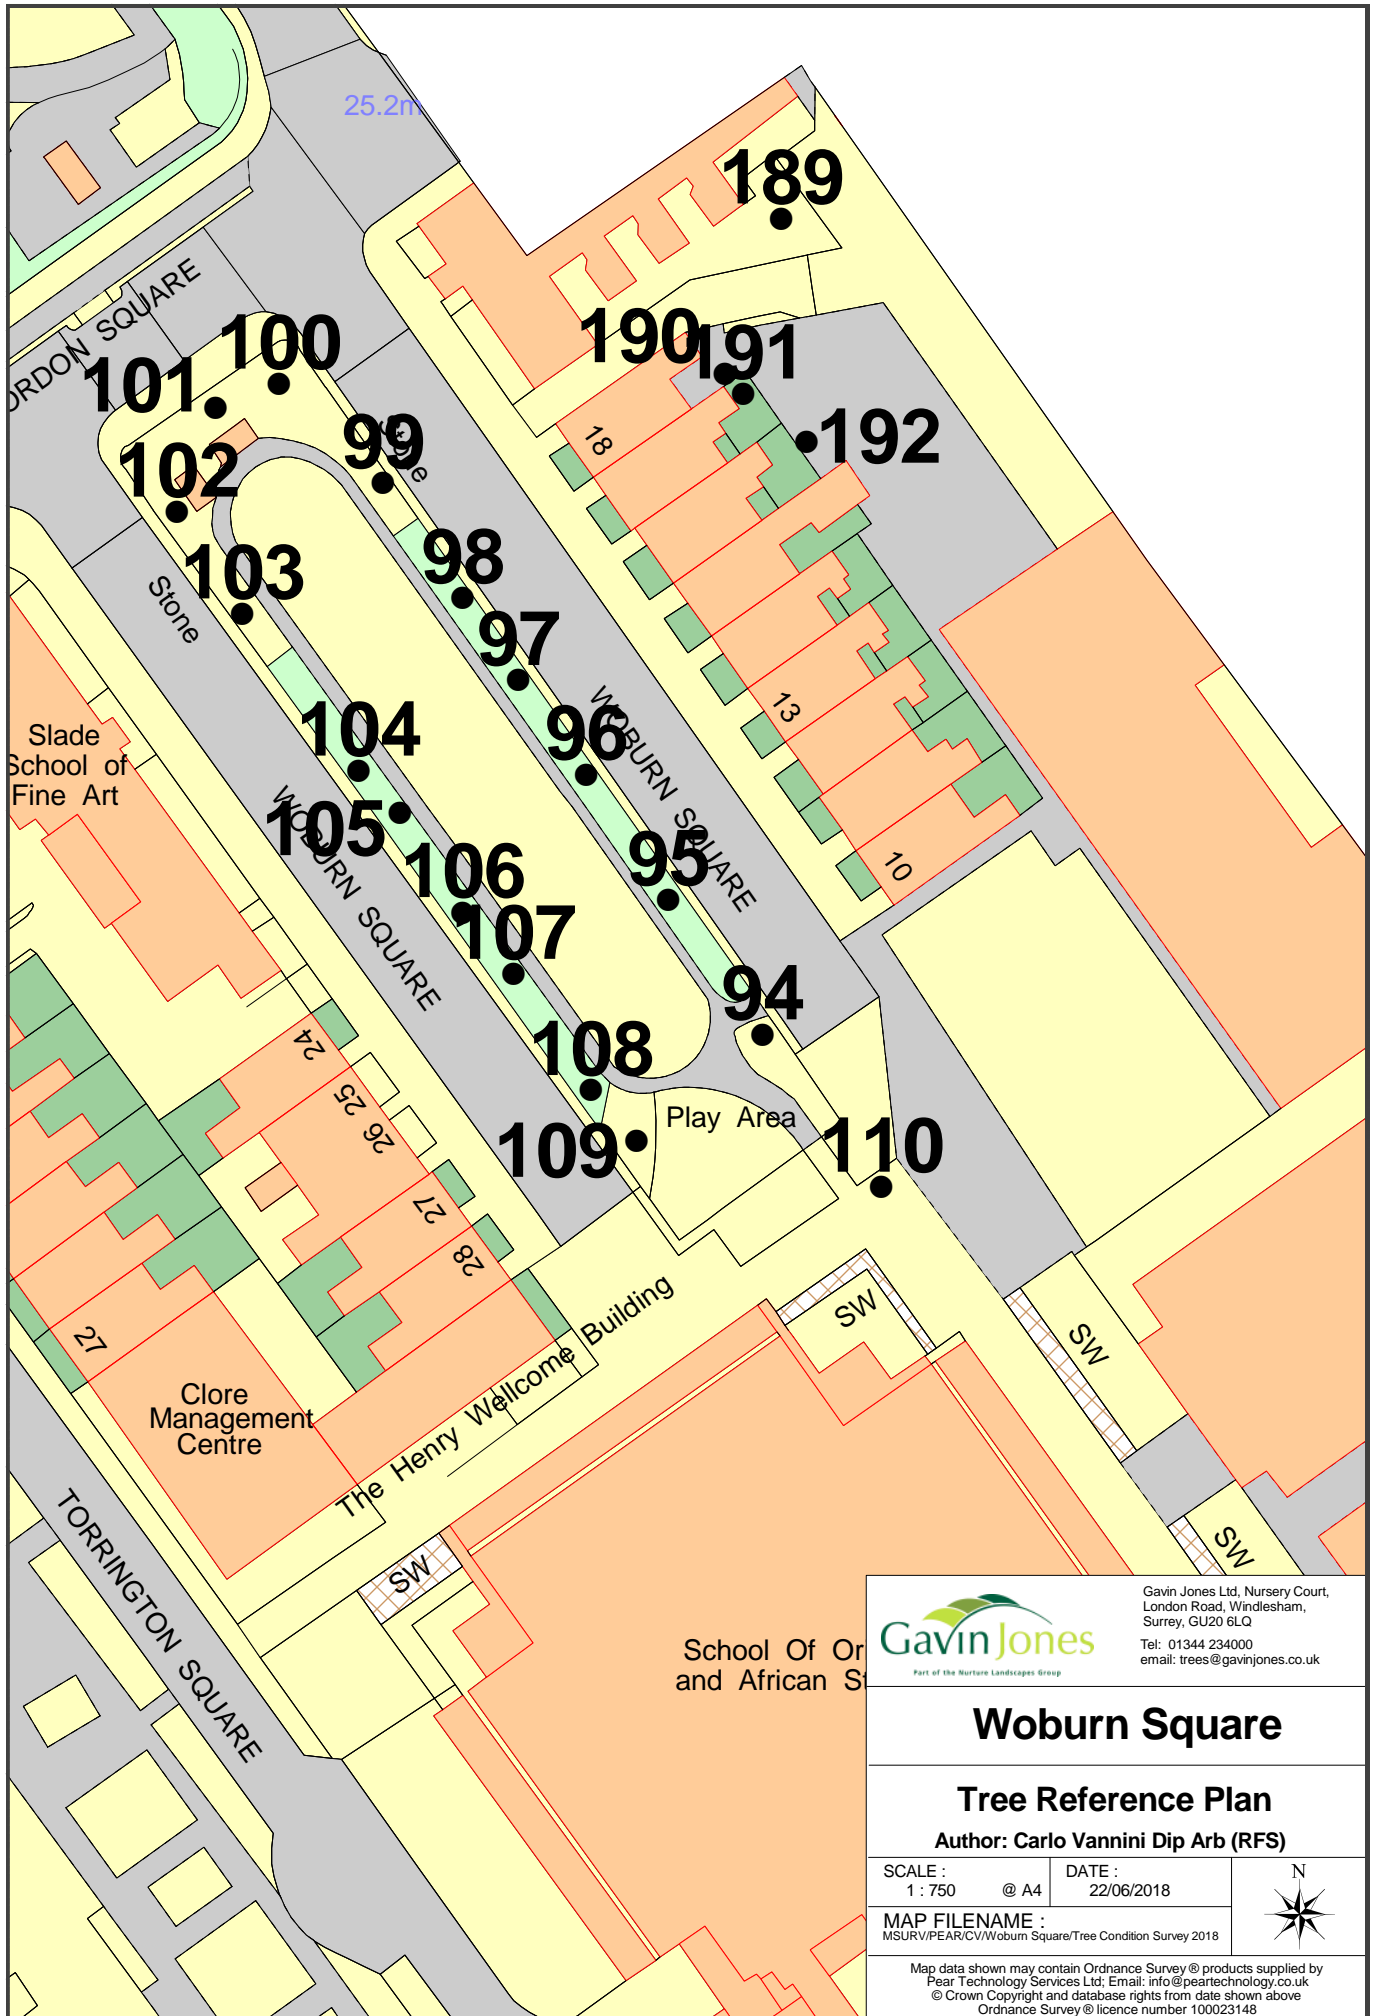 25.2m
189
ORDON SQUARE
100
190
191
101
99
Stone
18
192
102
98
103
Stone
97
WOBURN SQUARE
13
104
96
Slade
School of
Fine Art
WOBURN SQUARE
105
106
95
10
107
94
24
108
25
26
Play Area
109
110
27
28
The Henry Wellcome Building
SW
SW
27
Clore
Management
Centre
TORRINGTON SQUARE
SW
SW
School Of Or
and African St
Gavin Jones
Part of the Nurture Landscapes Group
Gavin Jones Ltd, Nursery Court,
London Road, Windlesham,
Surrey, GU20 6LQ
Tel: 01344 234000
email: trees@gavinjones.co.uk
Woburn Square
Tree Reference Plan
Author: Carlo Vannini Dip Arb (RFS)
SCALE :
1 : 750 @ A4
DATE :
22/06/2018
N
MAP FILENAME :
MSURV/PEAR/CV/Woburn Square/Tree Condition Survey 2018
Map data shown may contain Ordnance Survey ® products supplied by
Pear Technology Services Ltd; Email: info@peartechnology.co.uk
© Crown Copyright and database rights from date shown above
Ordnance Survey ® licence number 100023148